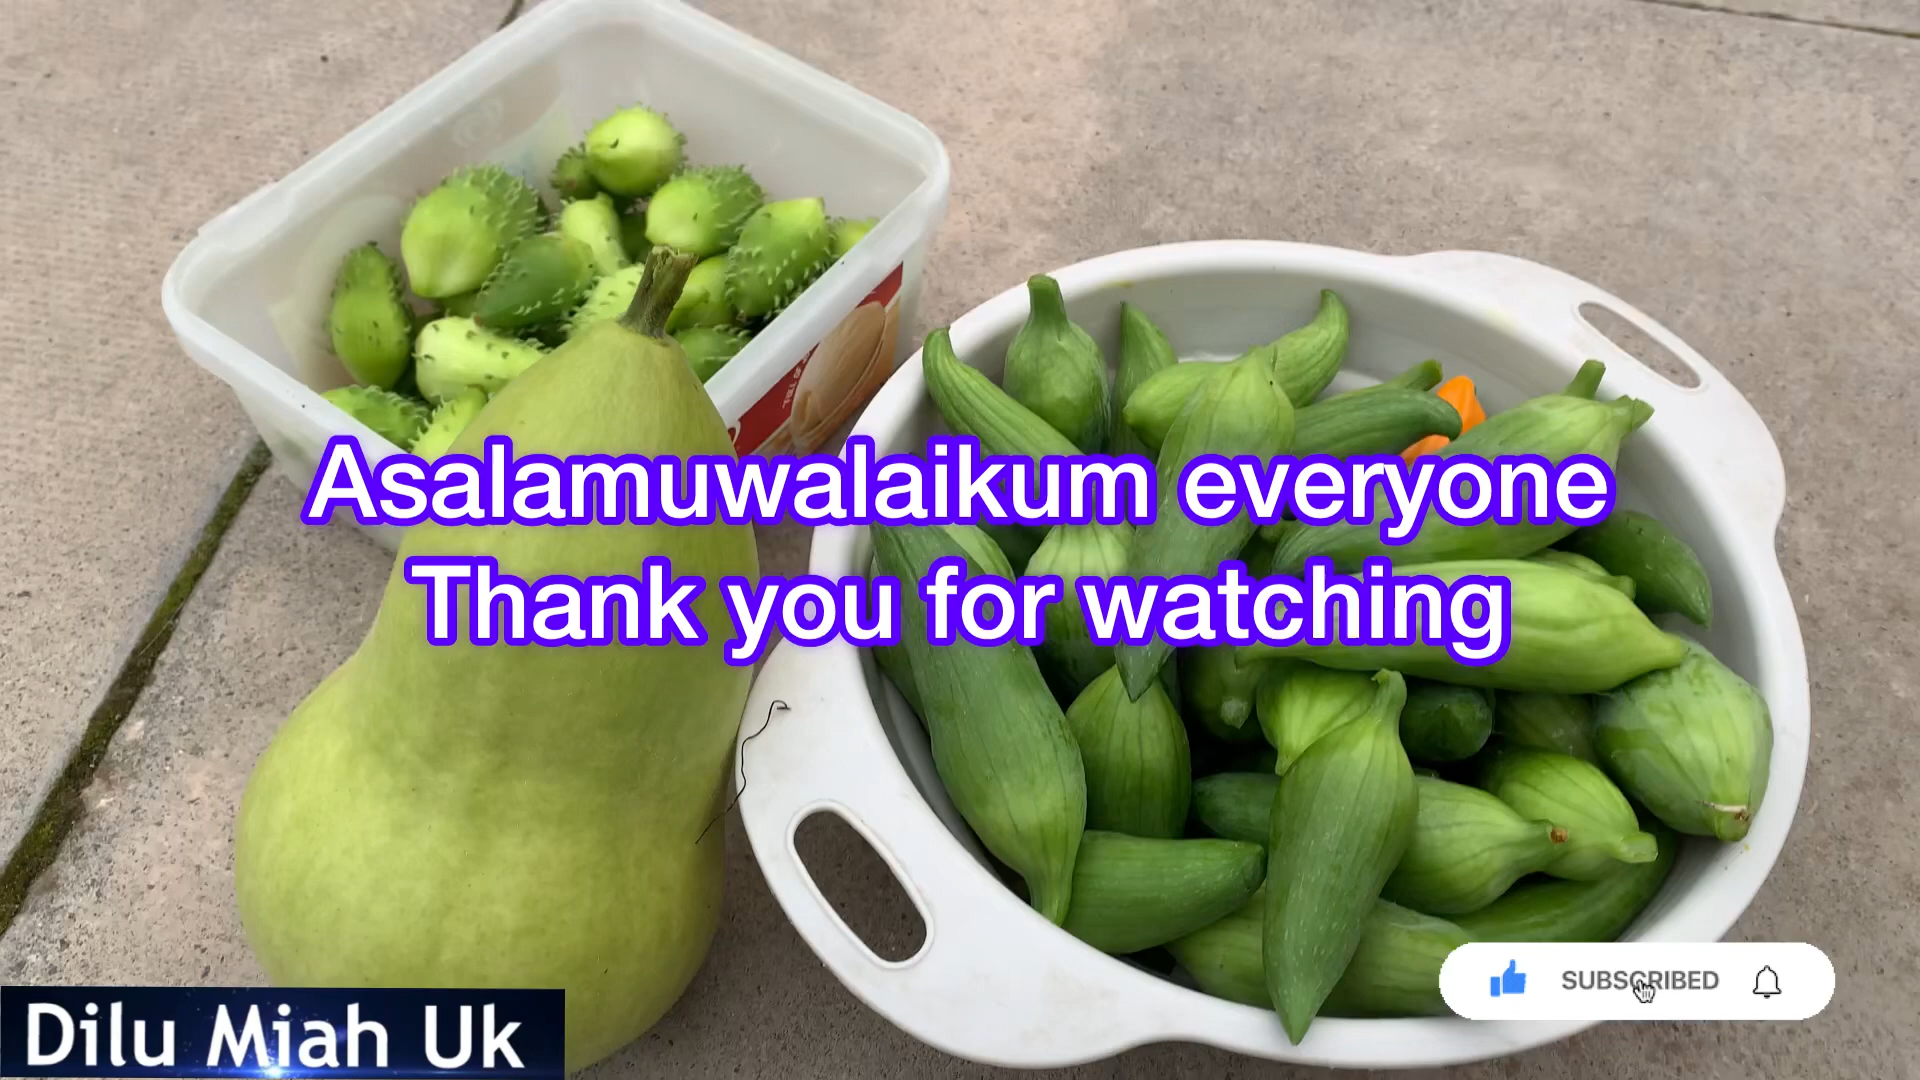 Asalamuwalaikum everyone
Thank you for watching
Dilu Miah Uk
SUBSCRIBED